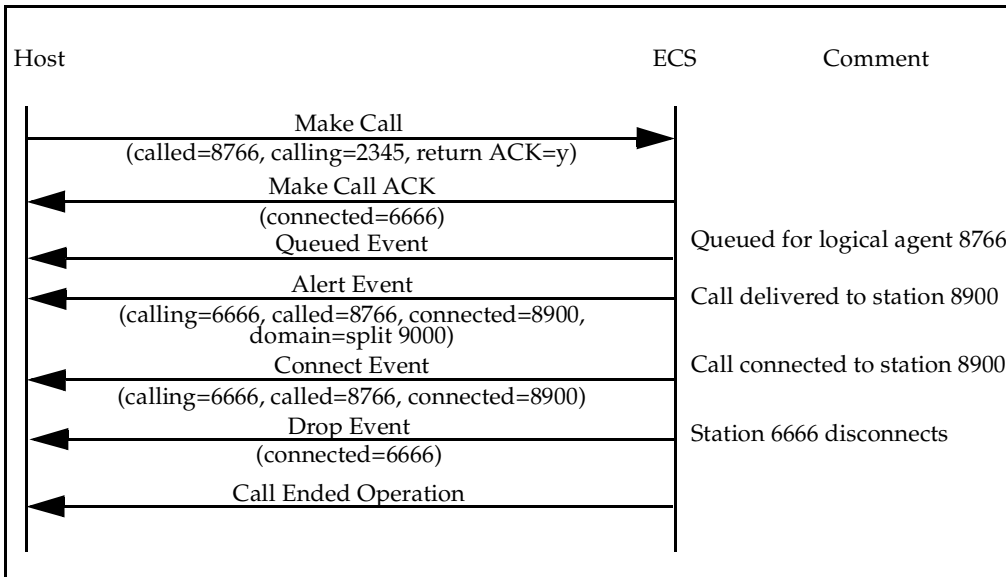 Host ECS Comment
Make Call
(called=8766, calling=2345, return ACK=y)
Make Call ACK
(connected=6666)
Queued Event
Queued for logical agent 8766
Alert Event
Call delivered to station 8900
(calling=6666, called=8766, connected=8900,
domain=split 9000)
Connect Event
Call connected to station 8900
(calling=6666, called=8766, connected=8900)
Drop Event
Station 6666 disconnects
(connected=6666)
Call Ended Operation